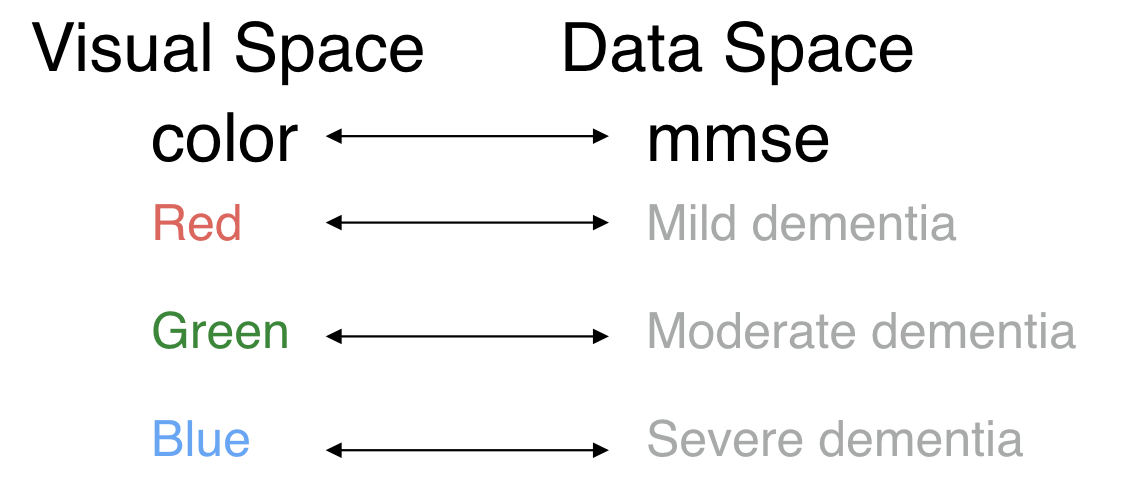 Visual Space Data Space
color mmse
Red Mild dementia
Green Moderate dementia
Blue Severe dementia